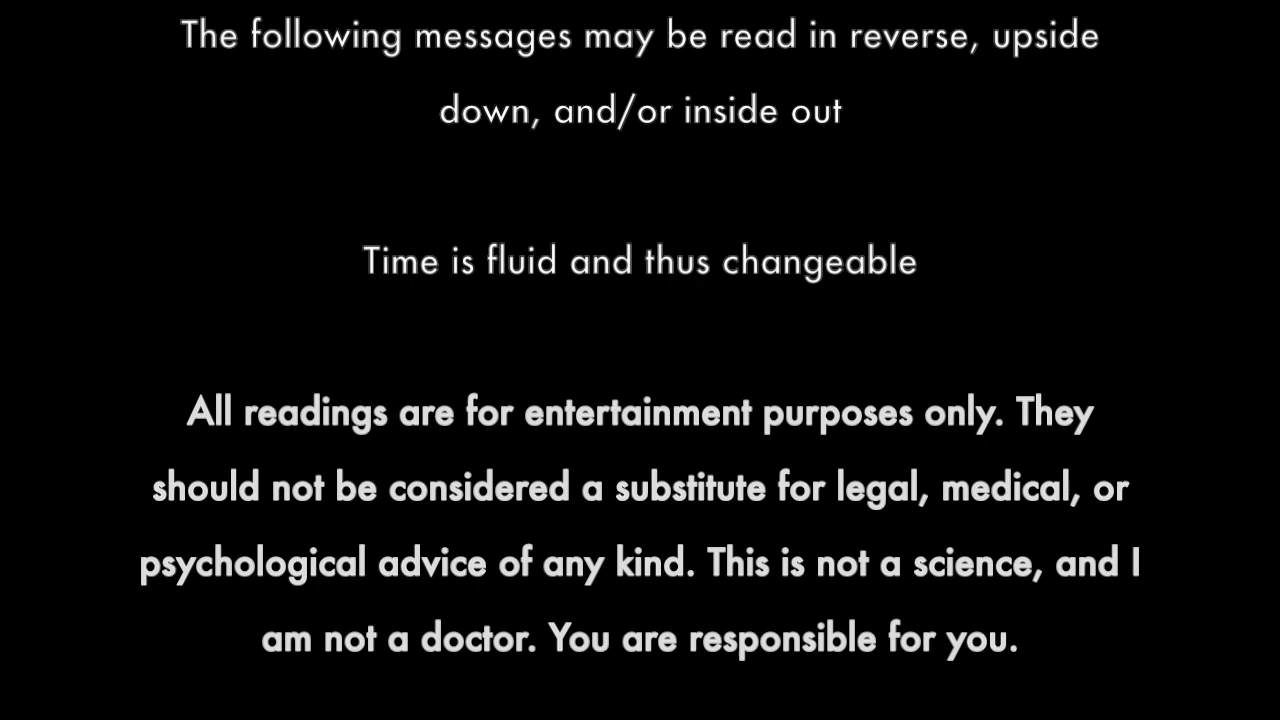 The following messages may be read in reverse, upside
down, and/or inside out
Time is fluid and thus changeable
All readings are for entertainment purposes only. They
should not be considered a substitute for legal, medical, or
psychological advice of any kind. This is not a science, and I
am not a doctor. You are responsible for you.